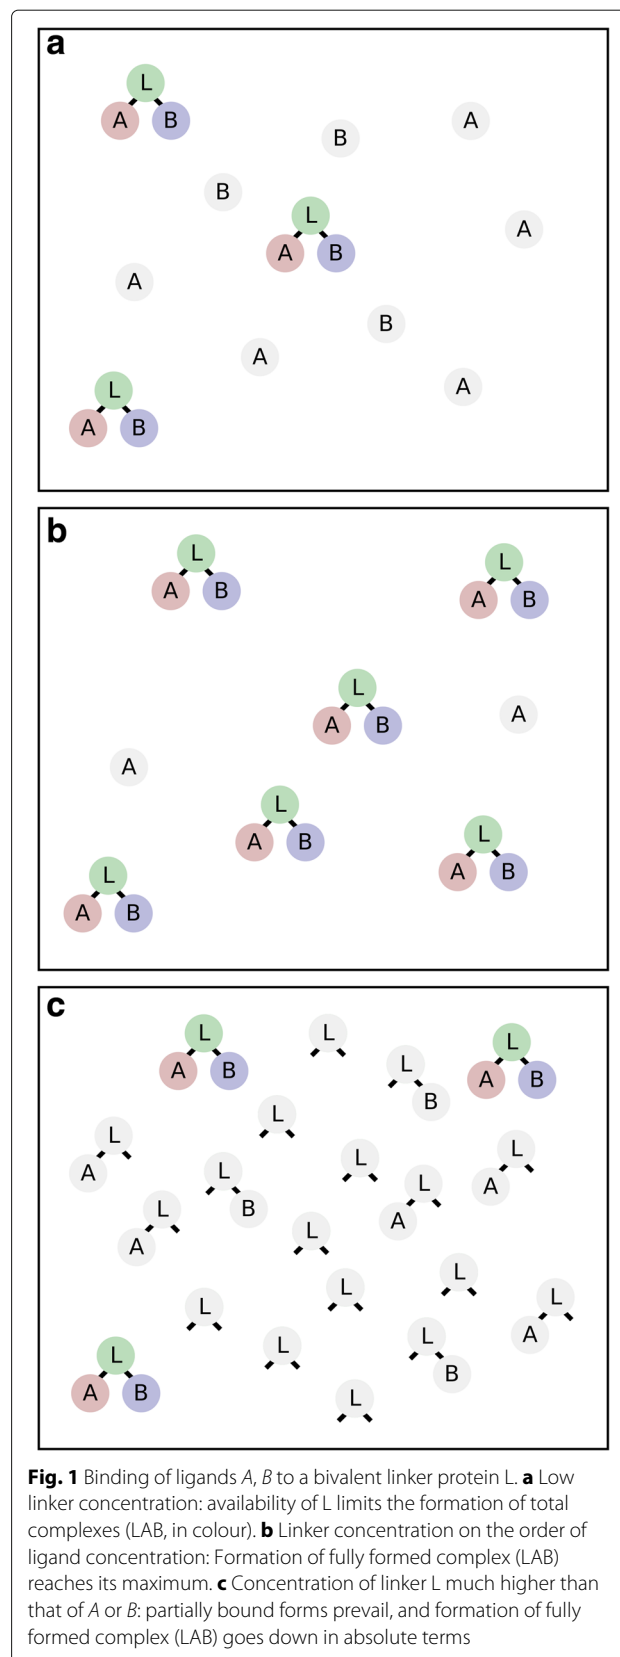 a
L
A B
B
A
B
L
A B
A
A
B
A
A
L
A B
b
L
A B
L
A B
L
A B
A
A
L
A B
L
A B
L
A B
c
L
A B
L
L
B
L
A B
L
L
A
L
B
L
L
A
L
A
L
A
L
L
L
L
A
L
L
L
B
L
A B
L
Fig. 1 Binding of ligands A, B to a bivalent linker protein L. a Low
linker concentration: availability of L limits the formation of total
complexes (LAB, in colour). b Linker concentration on the order of
ligand concentration: Formation of fully formed complex (LAB)
reaches its maximum. c Concentration of linker L much higher than
that of A or B: partially bound forms prevail, and formation of fully
formed complex (LAB) goes down in absolute terms